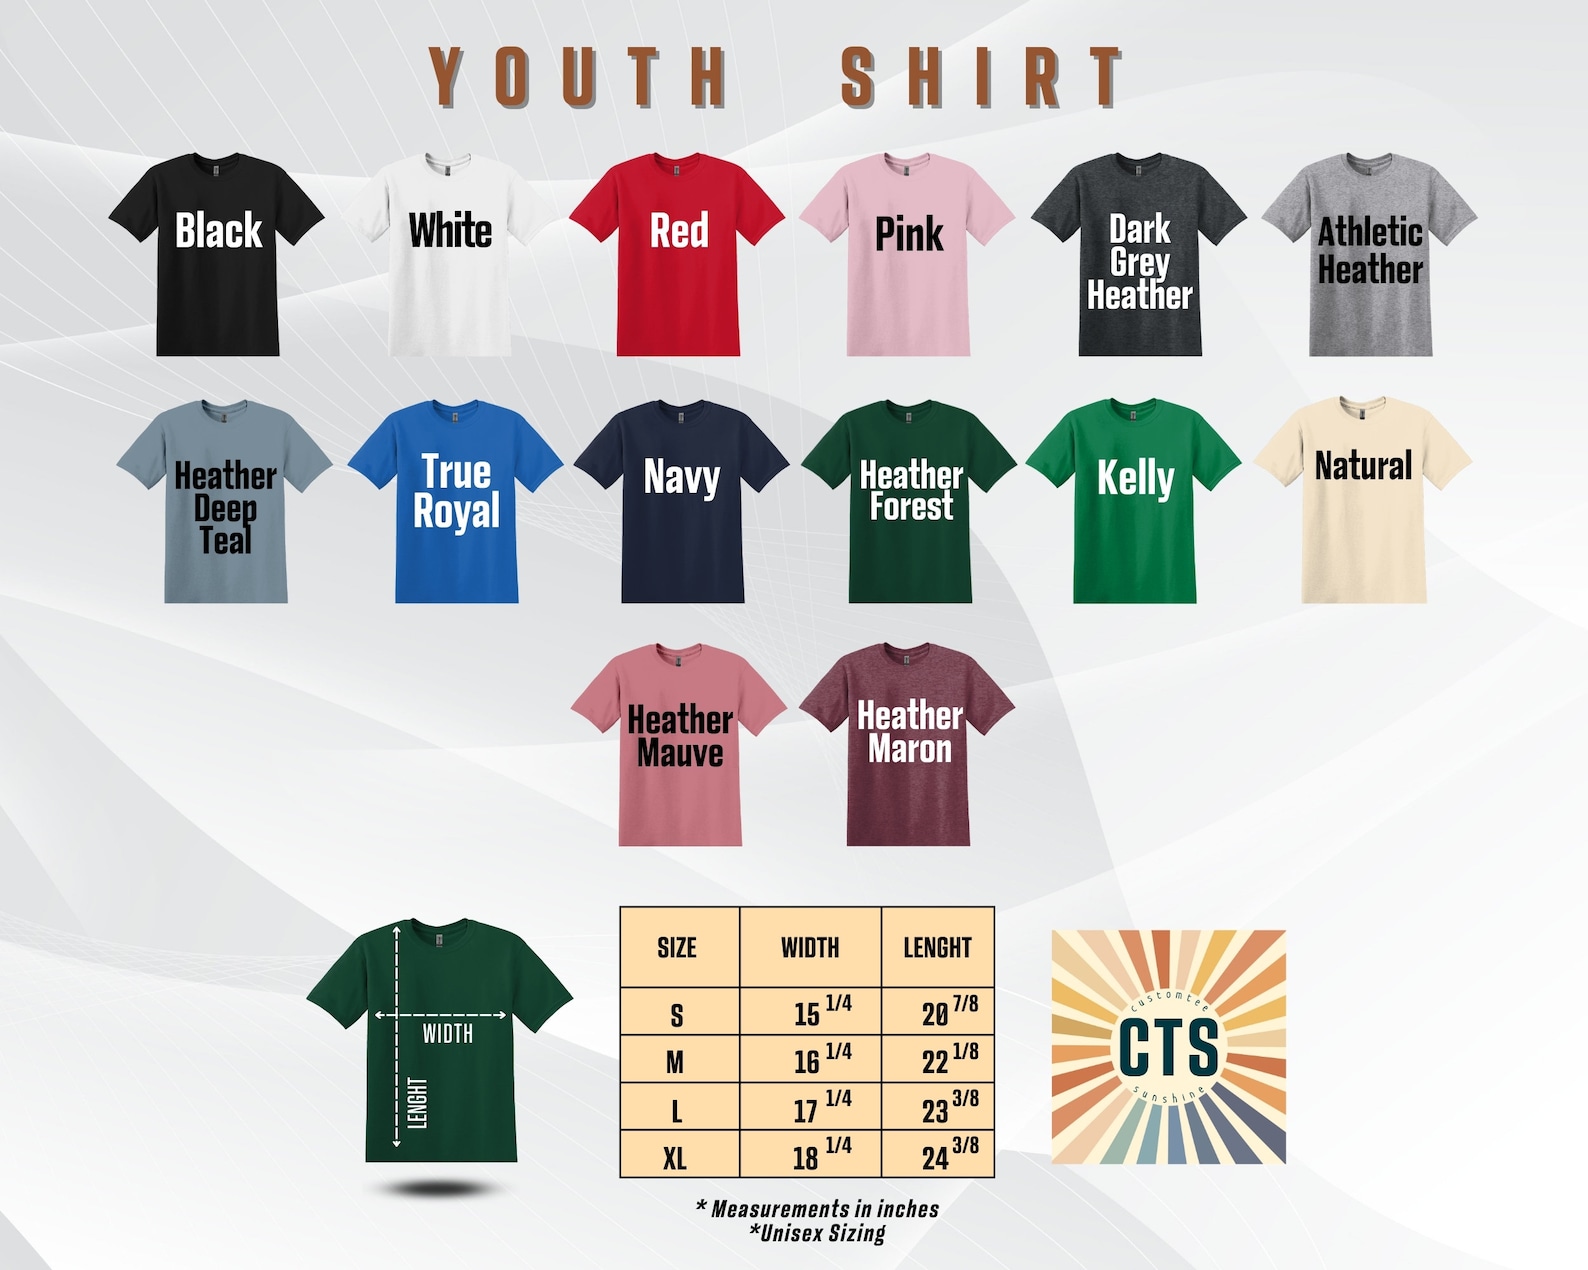 YOUTH SHIRT
Black
White
Red
Pink
Dark
Grey
Heather
Athletic
Heather
Heather
Deep
Teal
True
Royal
Navy
Heather
Forest
Kelly
Natural
Heather
Mauve
Heather
Maron
WIDTH
LENGHT
SIZE WIDTH LENGHT
S 15 1/4 20 7/8
M 16 1/4 22 1/8
L 17 1/4 23 3/8
XL 18 1/4 24 3/8
* Measurements in inches
*Unisex Sizing
customtee
CTS
sunshine